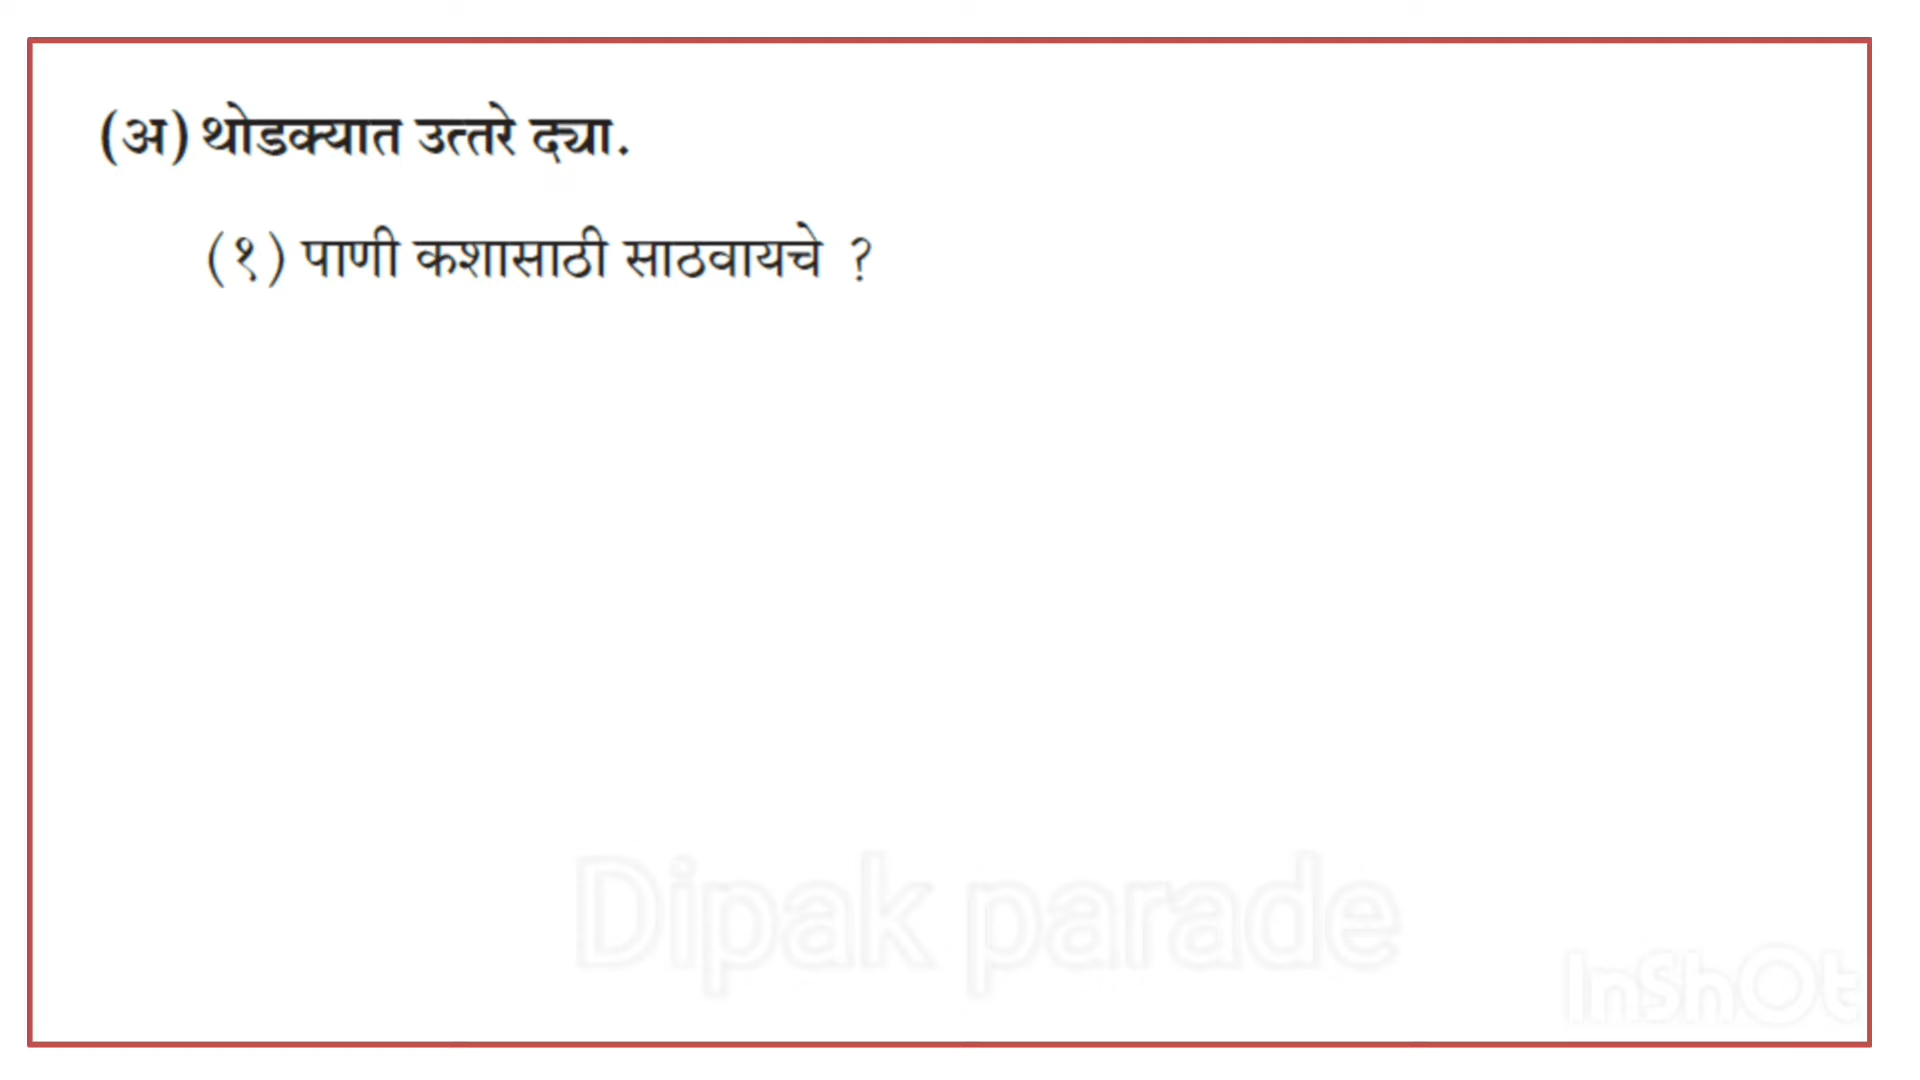 (अ) थोडक्यात उत्तरे द्या.
(१) पाणी कशासाठी साठवायचे ?
Dipak parade
InShOt